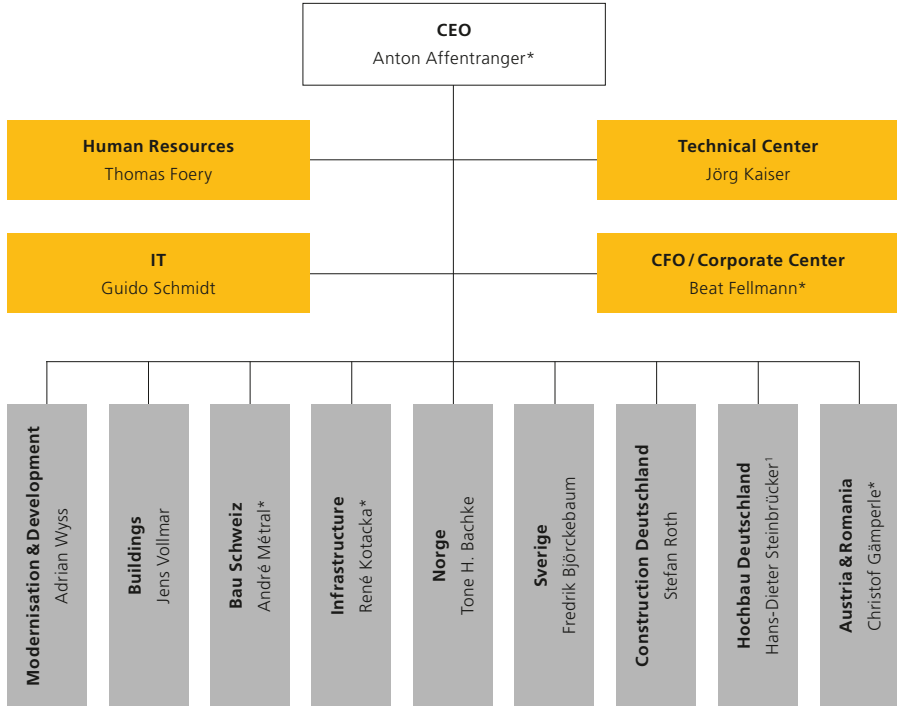 CEO
Anton Affentranger*
Human Resources
Thomas Foery
Technical Center
Jörg Kaiser
IT
Guido Schmidt
CFO / Corporate Center
Beat Fellmann*
Modernisation & Development
Adrian Wyss
Buildings
Jens Vollmar
Bau Schweiz
André Métral*
Infrastructure
René Kotacka*
Norge
Tone H. Bachke
Sverige
Fredrik Björckebaum
Construction Deutschland
Stefan Roth
Hochbau Deutschland
Hans-Dieter Steinbrücker¹
Austria & Romania
Christof Gämperle*